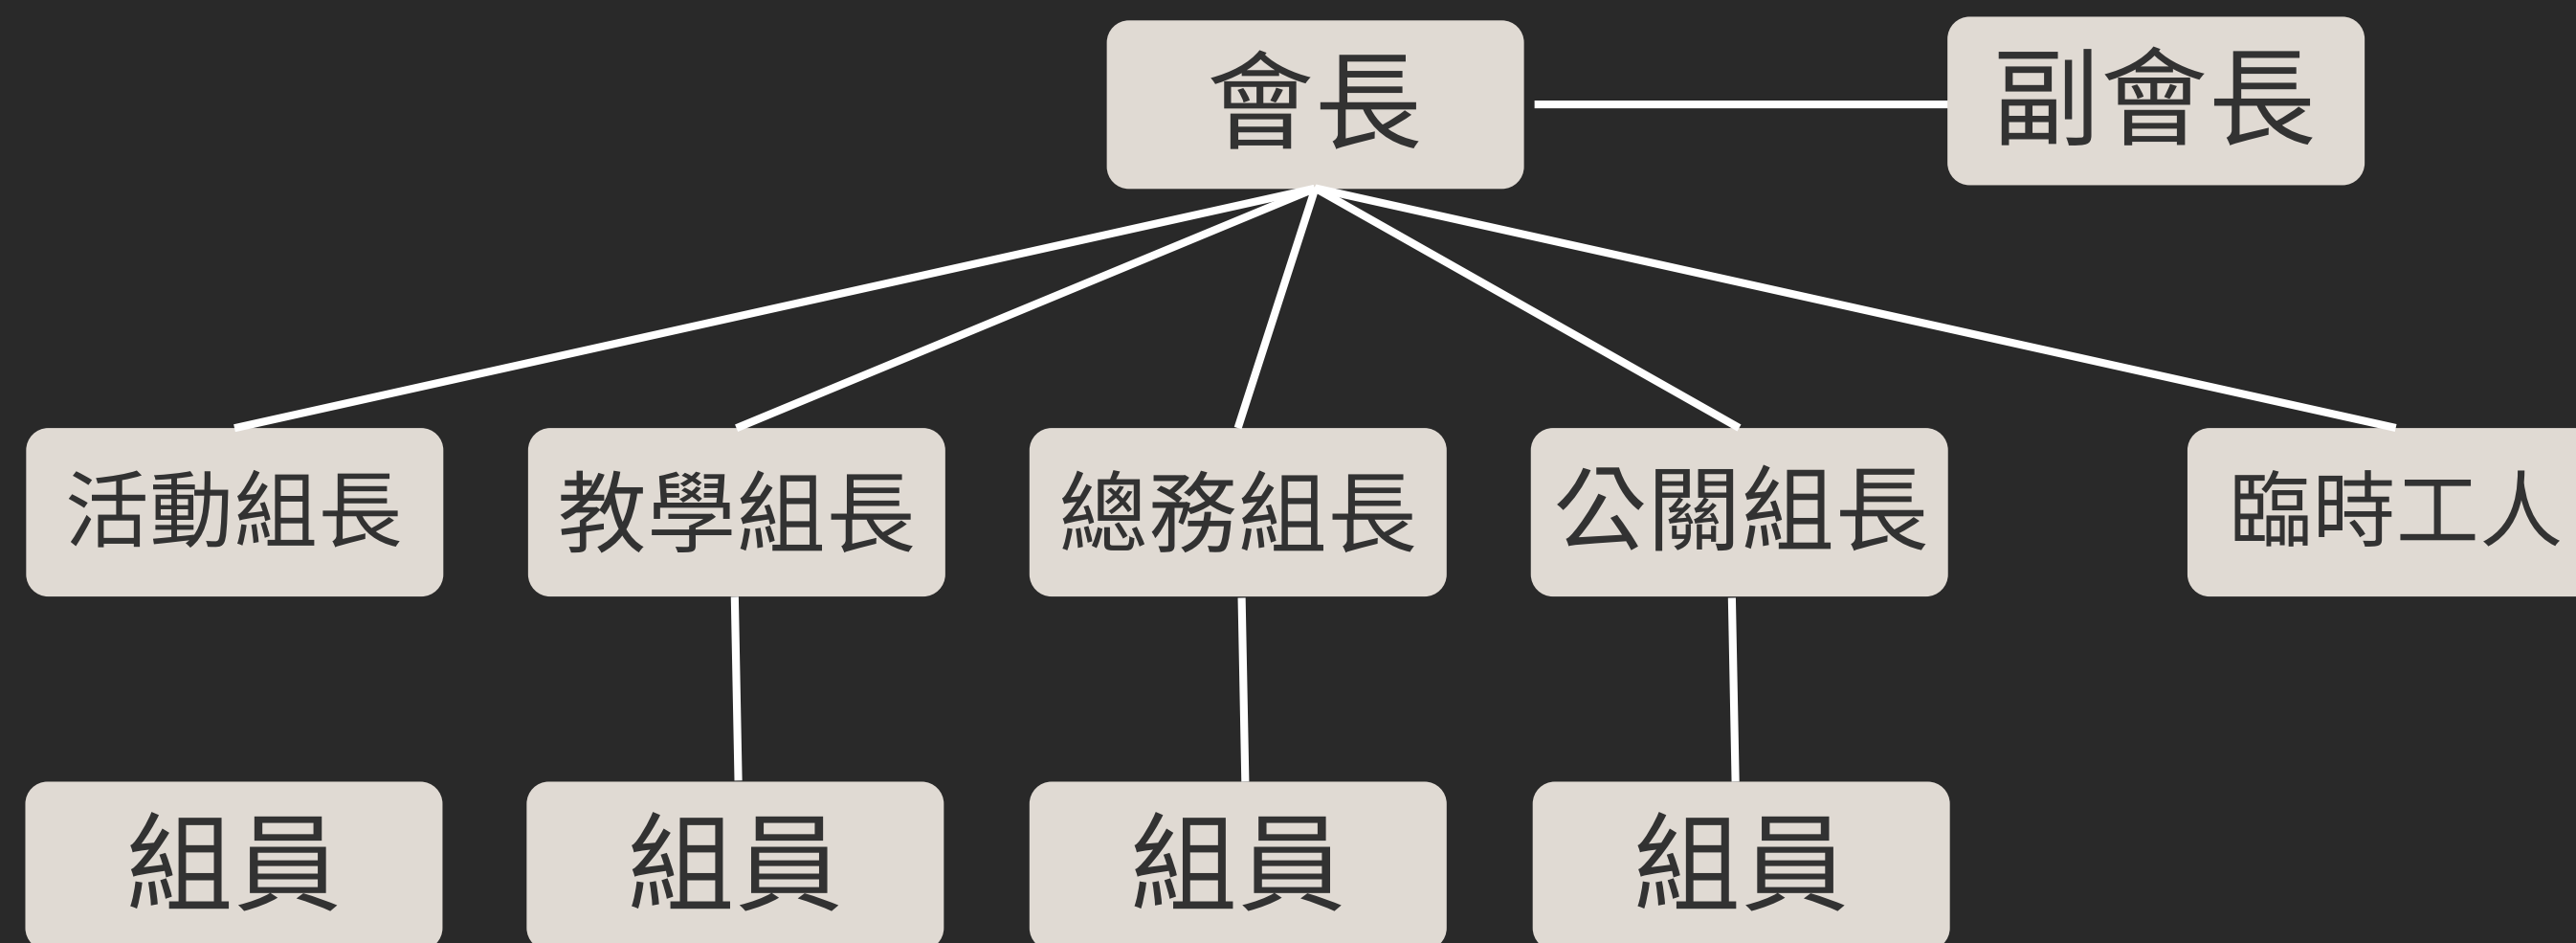 會長
副會長
活動組長
教學組長
總務組長
公關組長
臨時工人
組員
組員
組員
組員